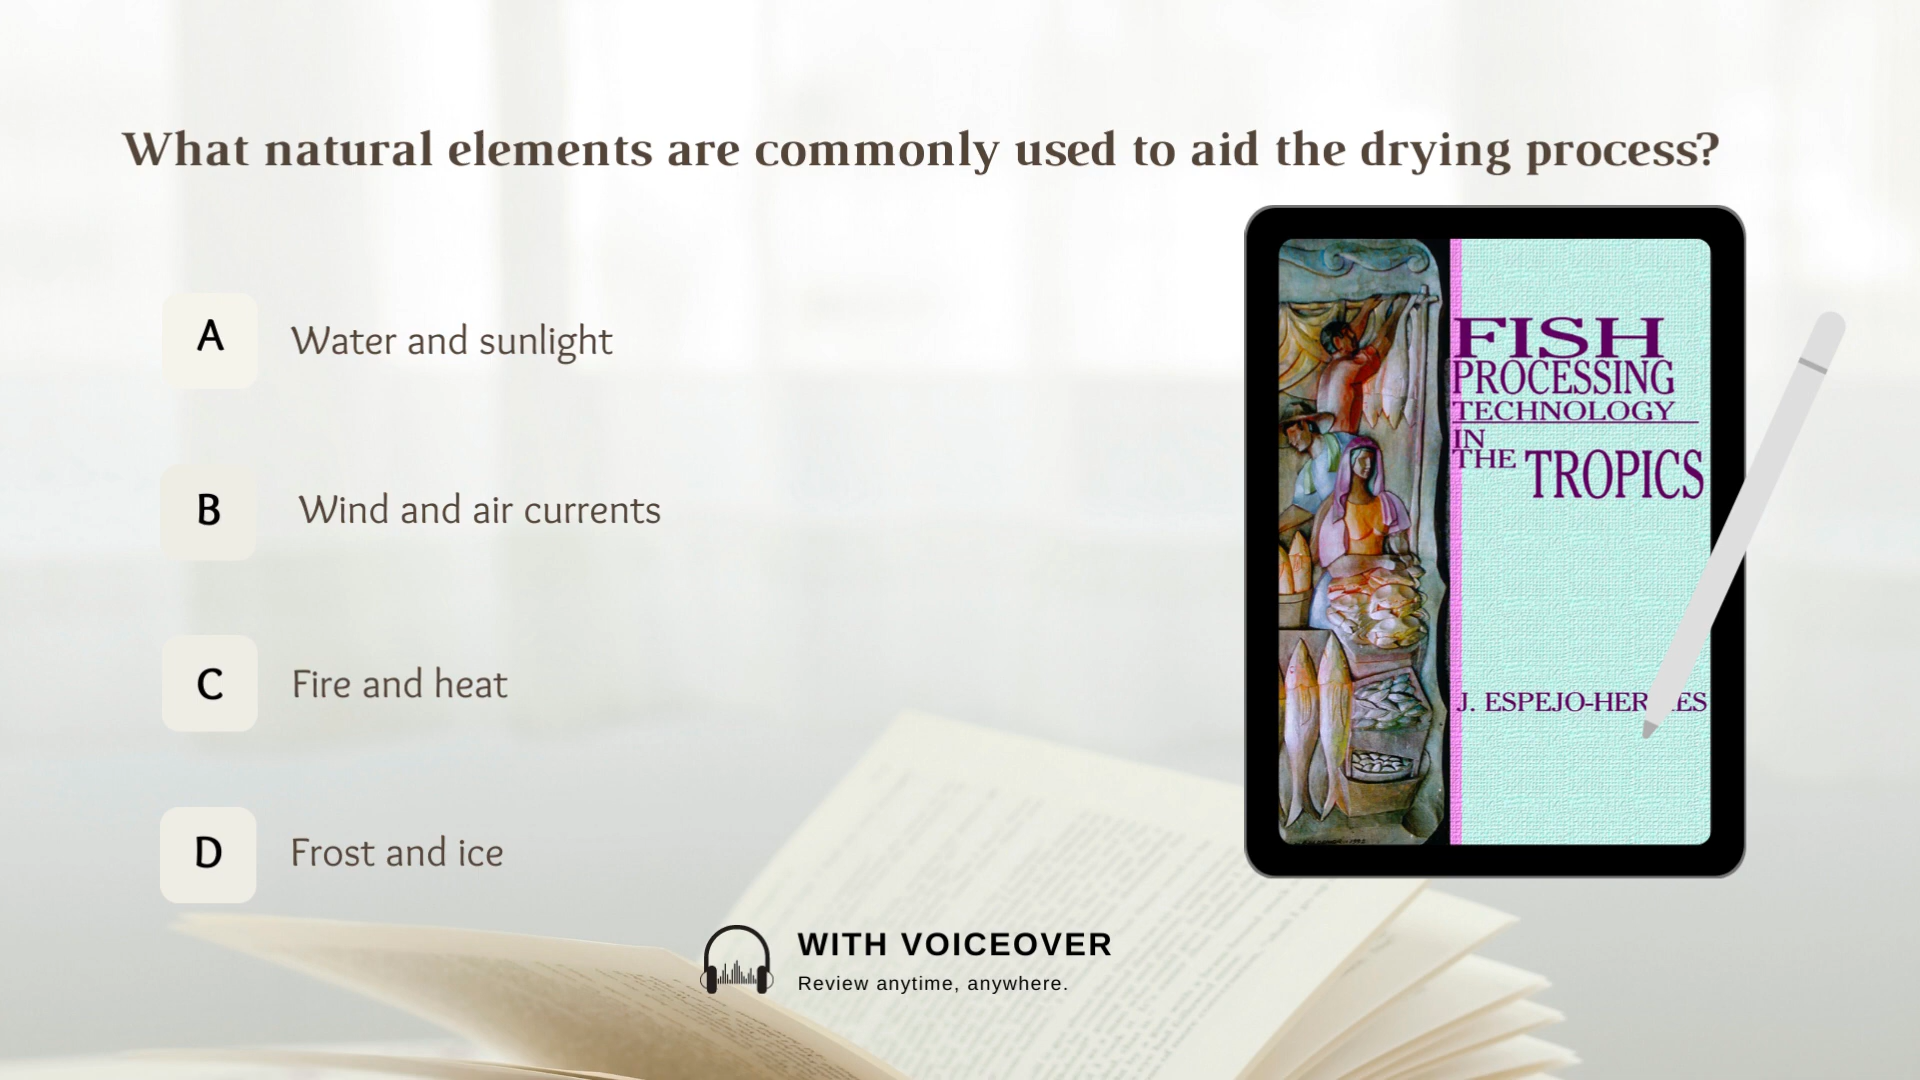 What natural elements are commonly used to aid the drying process?
A
Water and sunlight
B
Wind and air currents
C
Fire and heat
D
Frost and ice
FISH
PROCESSING
TECHNOLOGY
IN
THE TROPICS
J.
WITH VOICEOVER
Review anytime, anywhere.